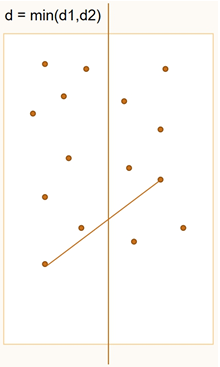 d = min(d1,d2)